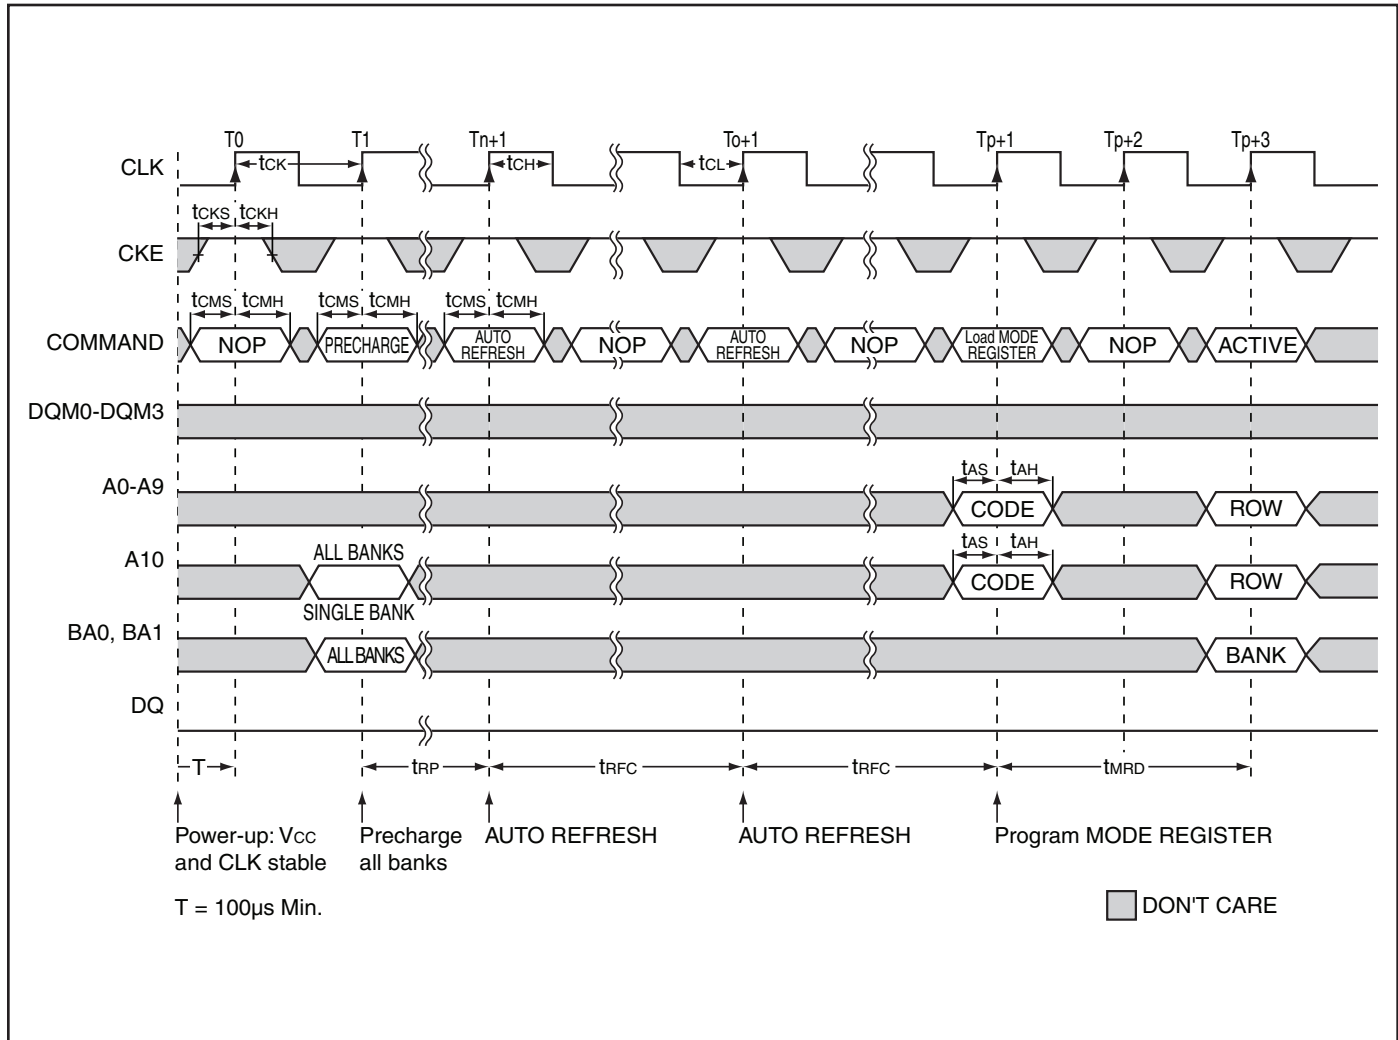 T0 T1 Tn+1 To+1 Tp+1 Tp+2 Tp+3
CLK tCK tCH tCL
tCKS tCKH
CKE
tCMS tCMH tCMS tCMH tCMS tCMH
COMMAND NOP PRECHARGE AUTO REFRESH NOP AUTO REFRESH NOP Load MODE REGISTER NOP ACTIVE
DQM0-DQM3
tAS tAH
A0-A9 CODE ROW
ALL BANKS tAS tAH
A10 CODE ROW
SINGLE BANK
BA0, BA1 ALL BANKS BANK
DQ
T tRP tRFC tRFC tMRD
Power-up: VCC Precharge AUTO REFRESH AUTO REFRESH Program MODE REGISTER
and CLK stable all banks
T = 100µs Min. DON'T CARE